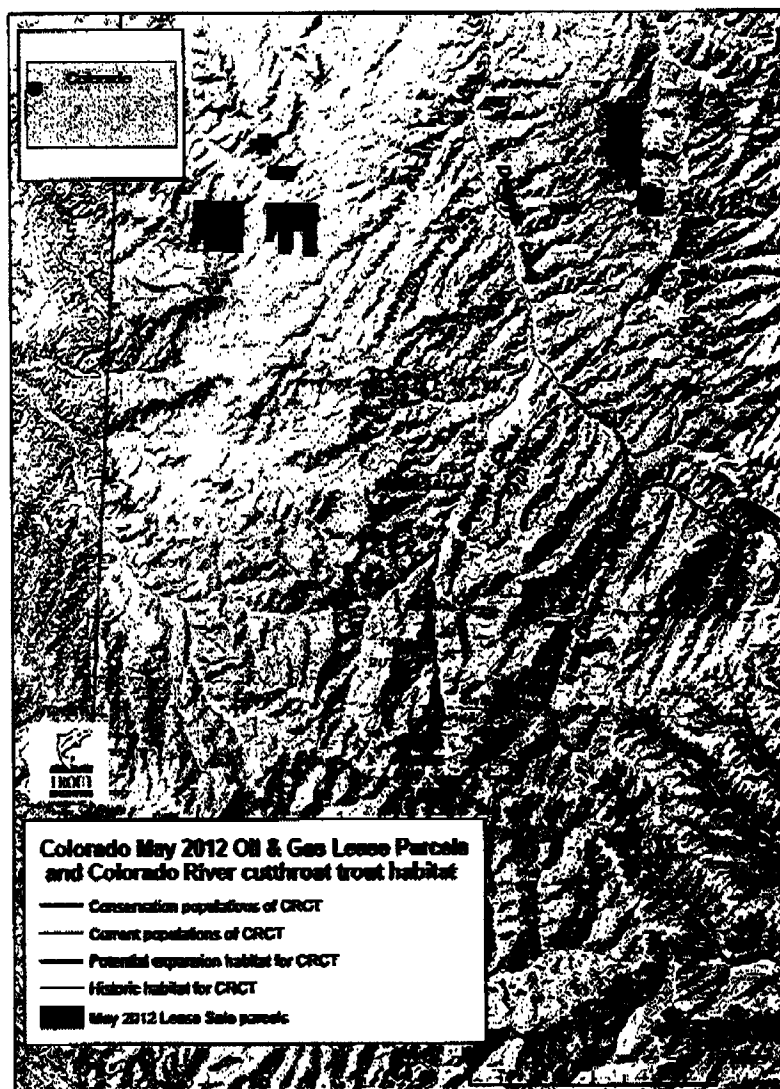 Colorado
TROUT
Colorado May 2012 Oil & Gas Lease Parcels
and Colorado River cutthroat trout habitat
Conservation populations of CRCT
Current populations of CRCT
Potential expansion habitat for CRCT
Historic habitat for CRCT
May 2012 Lease Sale parcels